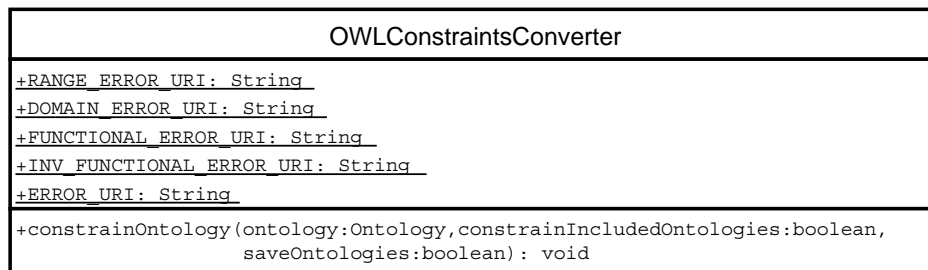 OWLConstraintsConverter
+RANGE_ERROR_URI: String
+DOMAIN_ERROR_URI: String
+FUNCTIONAL_ERROR_URI: String
+INV_FUNCTIONAL_ERROR_URI: String
+ERROR_URI: String
+constrainOntology(ontology:Ontology,constrainIncludedOntologies:boolean,
saveOntologies:boolean): void